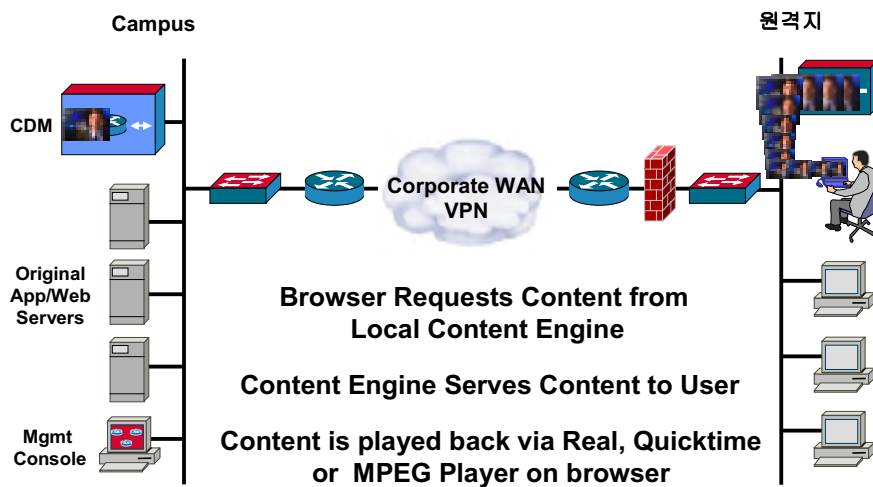 Campus
원격지
CDM
Corporate WAN
VPN
Original
App/Web
Servers
Browser Requests Content from
Local Content Engine
Content Engine Serves Content to User
Mgmt
Console
Content is played back via Real, Quicktime
or MPEG Player on browser